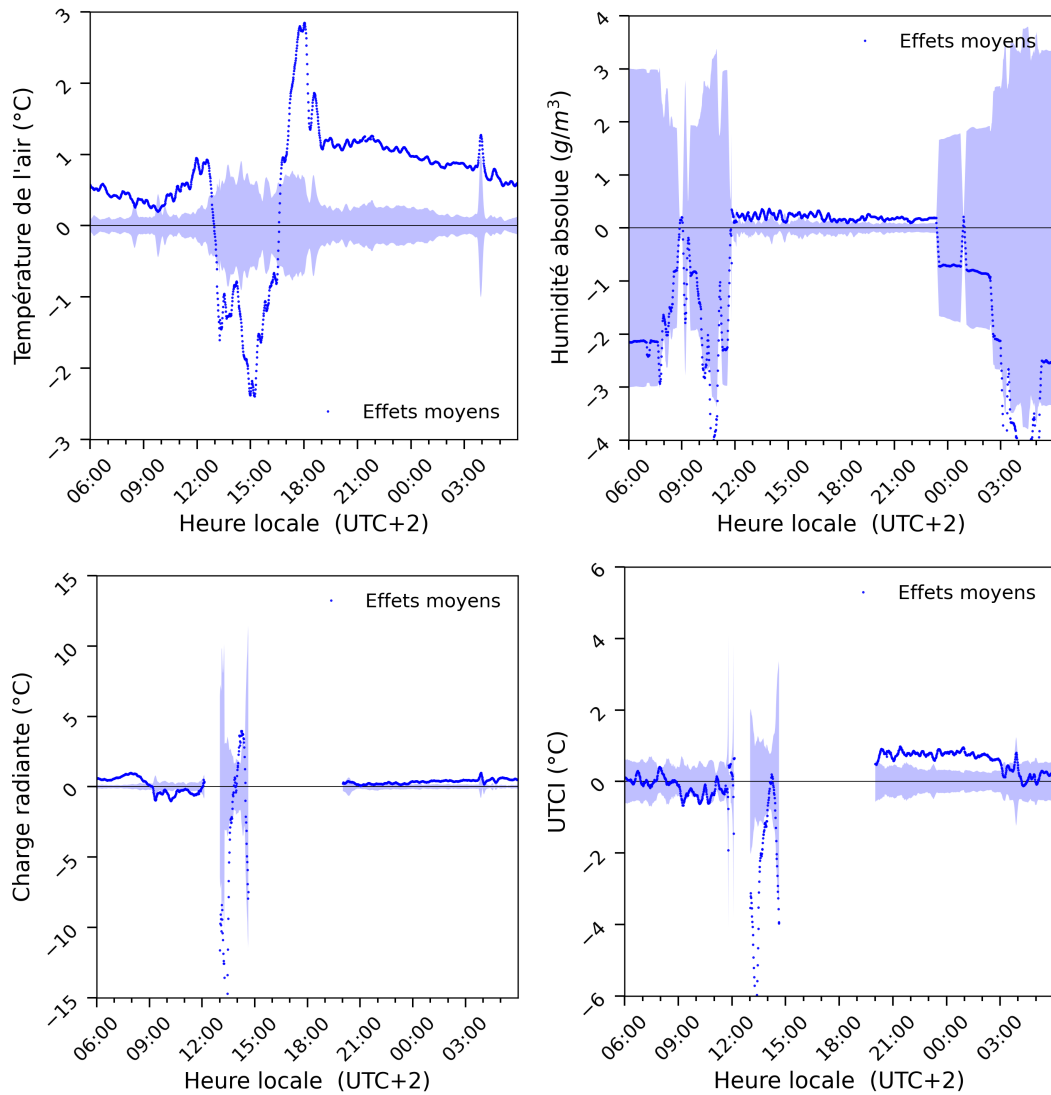 Température de l'air (°C)
3
2
1
0
−1
−2
−3
Effets moyens
06:00 09:00 12:00 15:00 18:00 21:00 00:00 03:00
Heure locale (UTC+2)
Humidité absolue (g/m³)
4
3
2
1
0
−1
−2
−3
−4
Effets moyens
06:00 09:00 12:00 15:00 18:00 21:00 00:00 03:00
Heure locale (UTC+2)
Charge radiante (°C)
15
10
5
0
−5
−10
−15
Effets moyens
06:00 09:00 12:00 15:00 18:00 21:00 00:00 03:00
Heure locale (UTC+2)
UTCI (°C)
6
4
2
0
−2
−4
−6
Effets moyens
06:00 09:00 12:00 15:00 18:00 21:00 00:00 03:00
Heure locale (UTC+2)